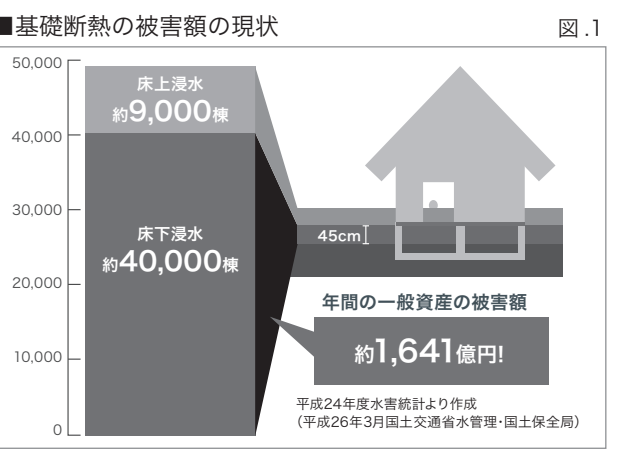 ■基礎断熱の被害額の現状
図.1
50,000
40,000
30,000
20,000
10,000
0
床上浸水
約9,000棟
床下浸水
約40,000棟
45cm
年間の一般資産の被害額
約1,641億円!
平成24年度水害統計より作成
（平成26年3月国土交通省水管理・国土保全局）